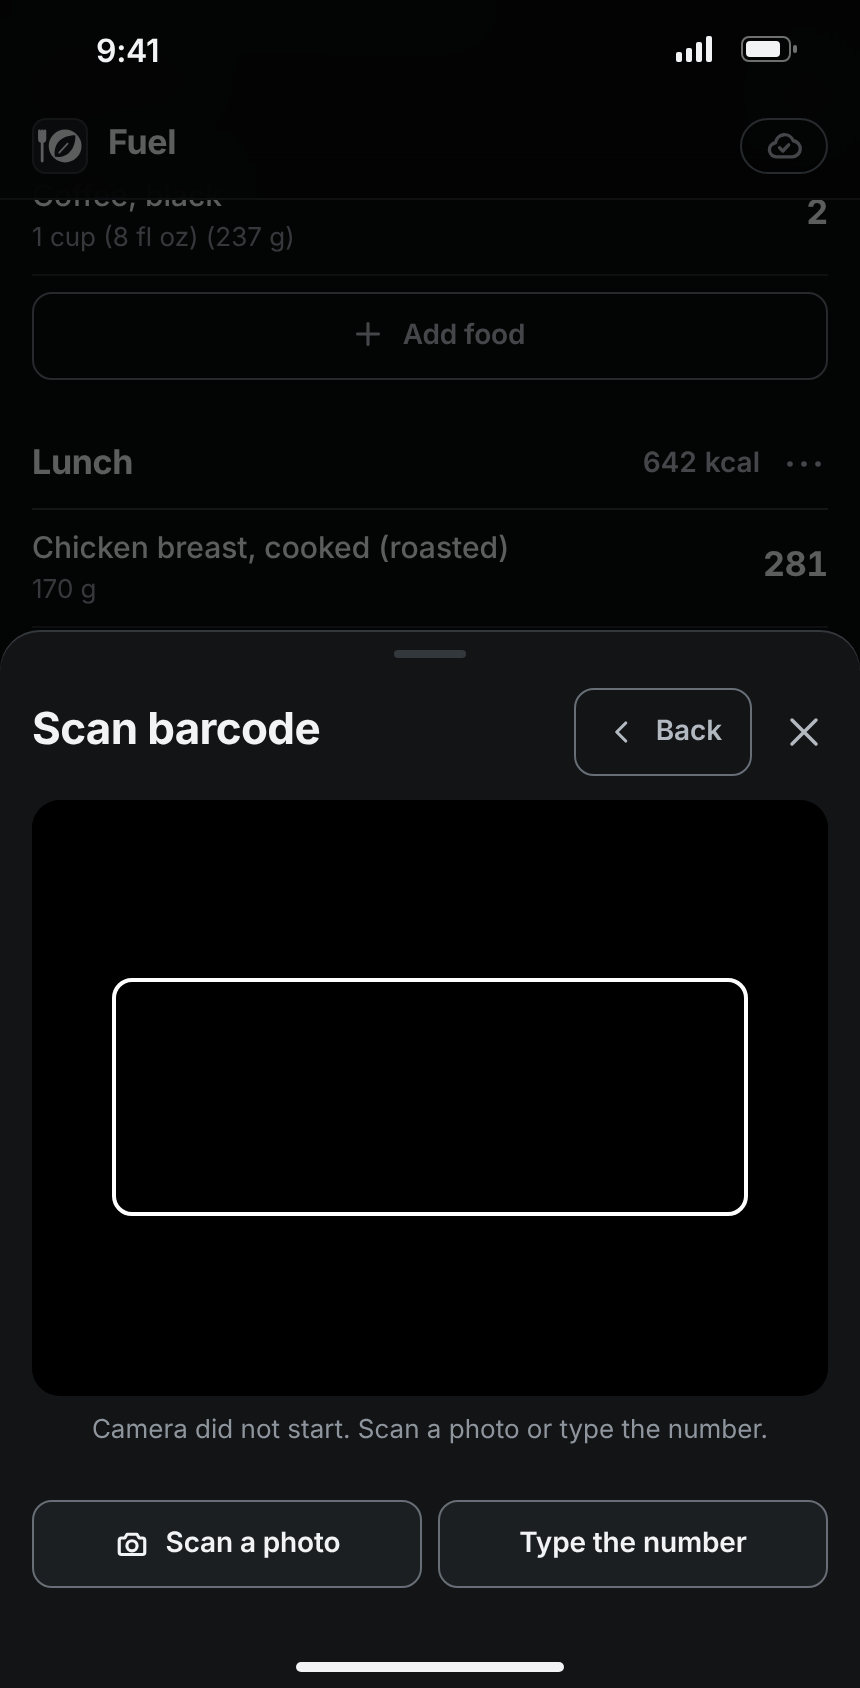 9:41
Fuel
Coffee, black
2
1 cup (8 fl oz) (237 g)
Add food
Lunch
642 kcal
Chicken breast, cooked (roasted)
281
170 g
Scan barcode
Back
Camera did not start. Scan a photo or type the number.
Scan a photo
Type the number